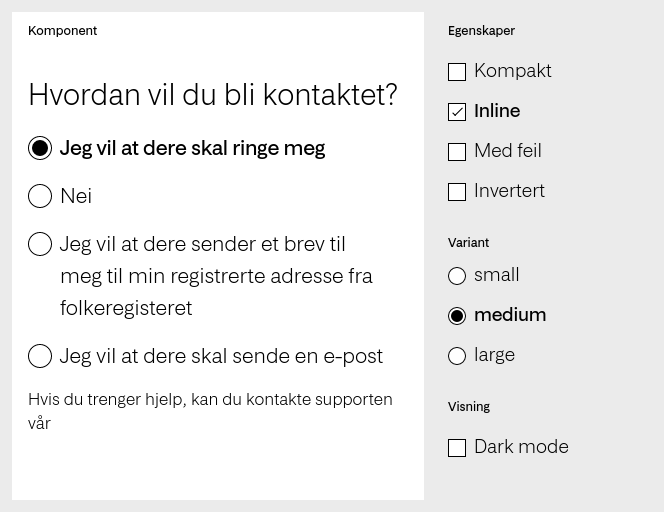 Komponent
Hvordan vil du bli kontaktet?
Jeg vil at dere skal ringe meg
Nei
Jeg vil at dere sender et brev til
meg til min registrerte adresse fra
folkeregisteret
Jeg vil at dere skal sende en e-post
Hvis du trenger hjelp, kan du kontakte supporten
vår
Egenskaper
Kompakt
Inline
Med feil
Invertert
Variant
small
medium
large
Visning
Dark mode